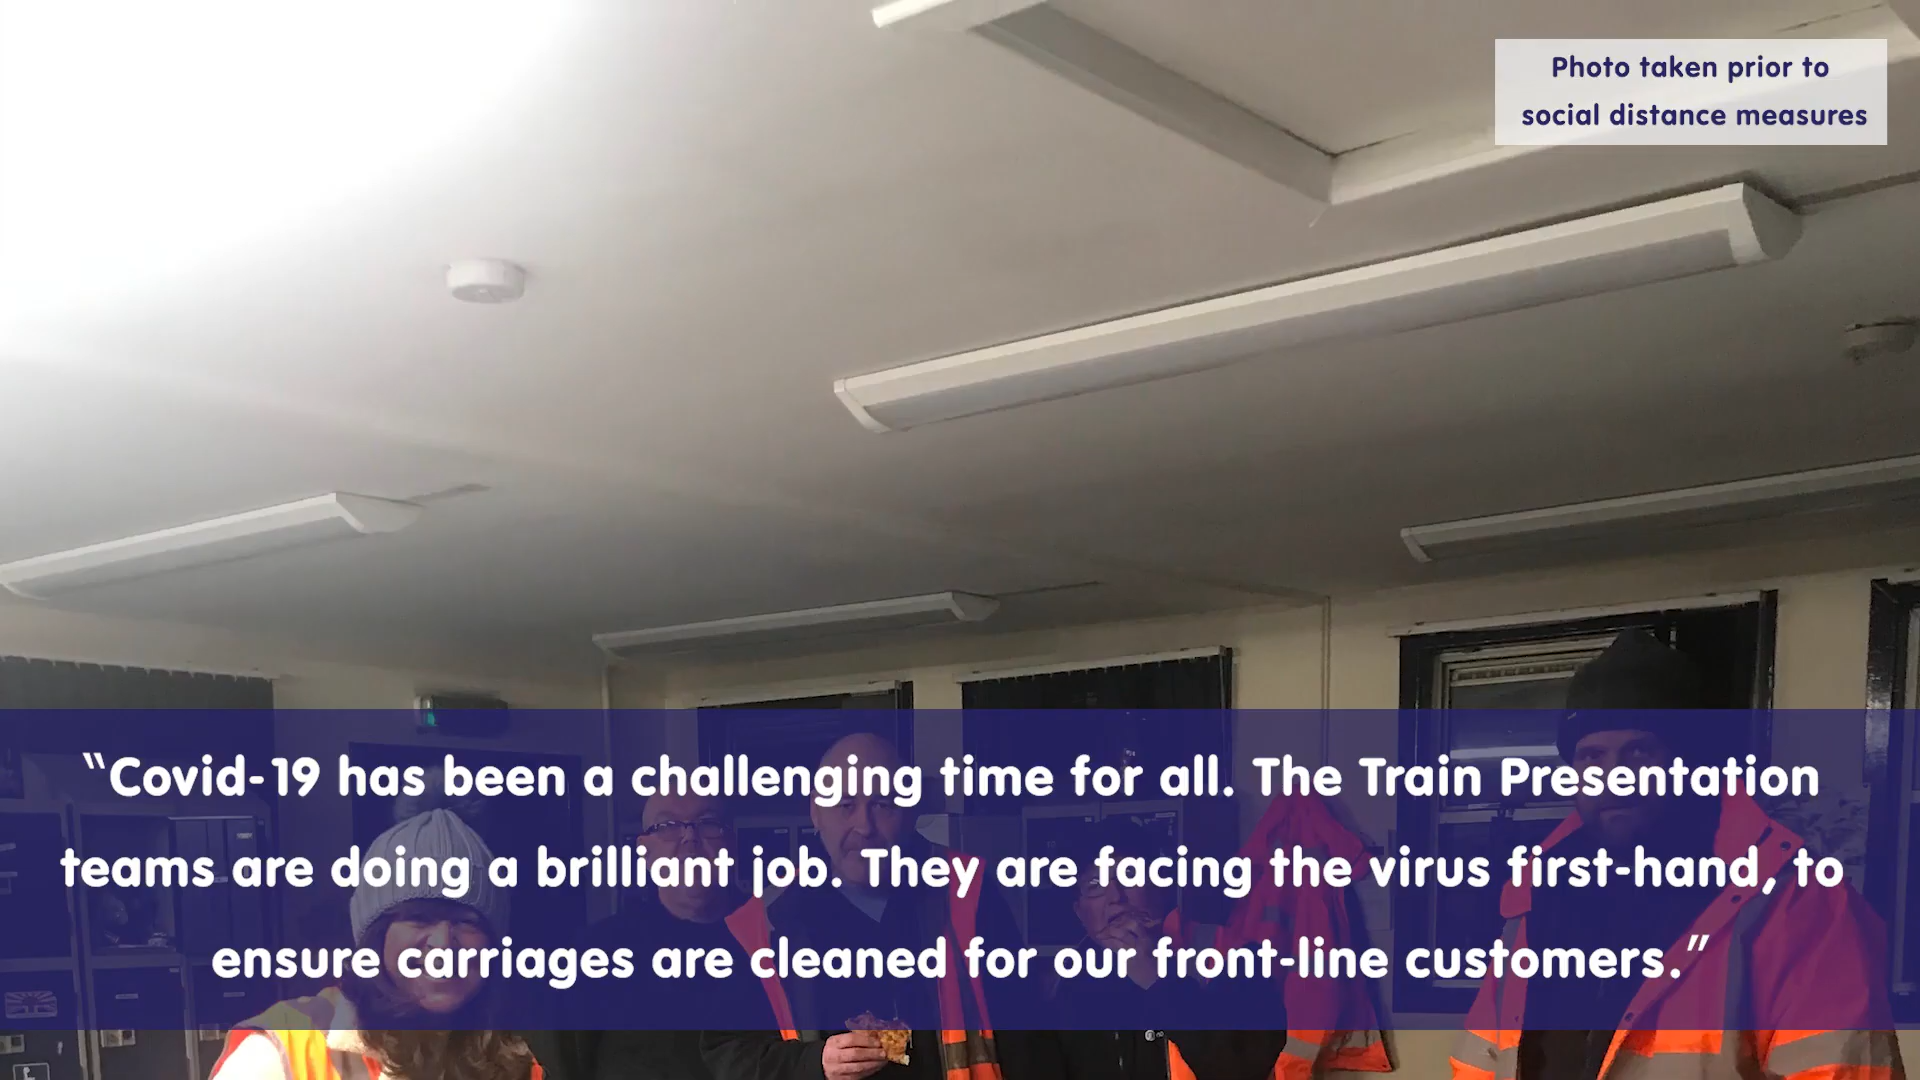 Photo taken prior to
social distance measures
“Covid-19 has been a challenging time for all. The Train Presentation
teams are doing a brilliant job. They are facing the virus first-hand, to
ensure carriages are cleaned for our front-line customers.”